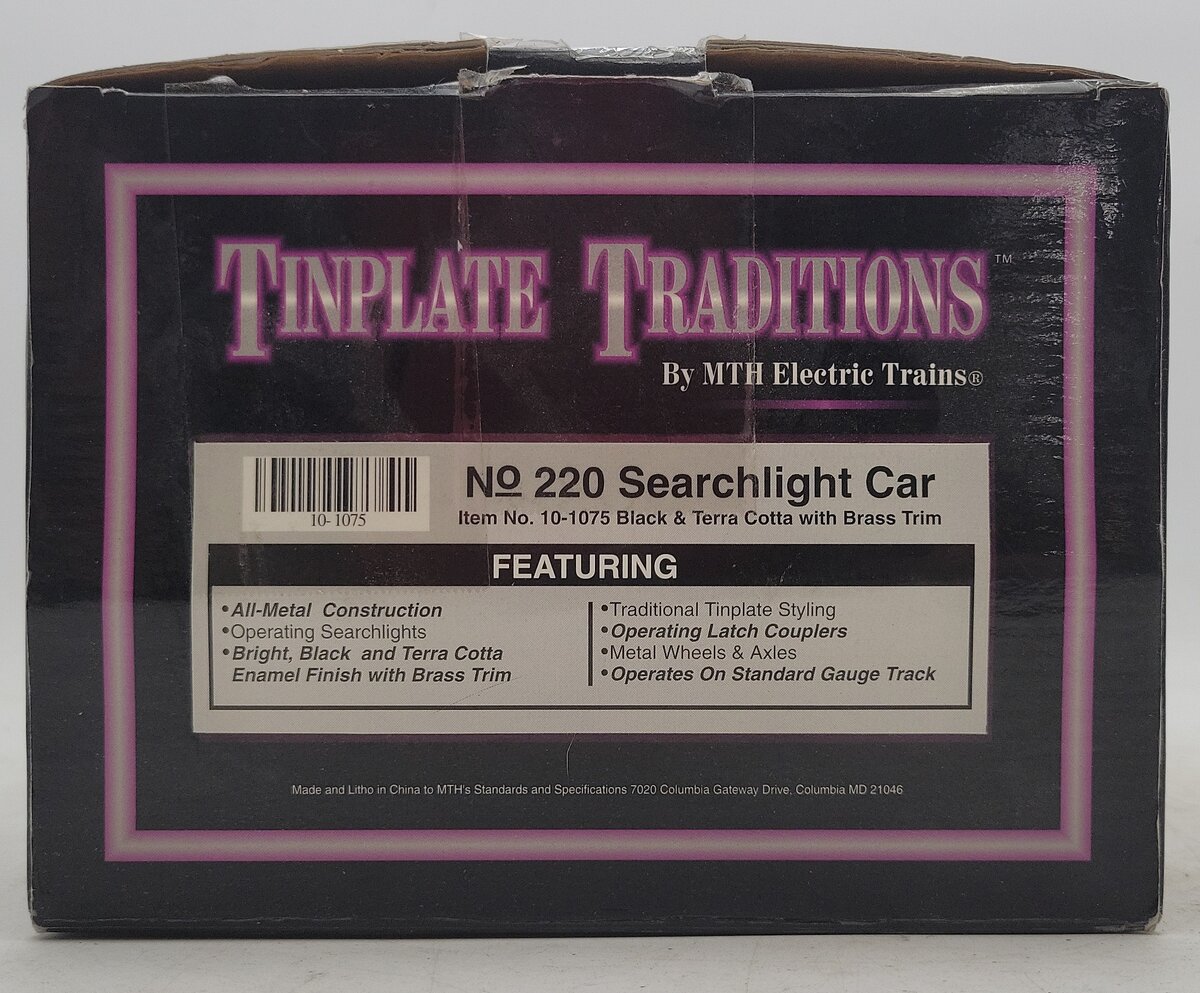 TINPLATE TRADITIONS™
By MTH Electric Trains®
10-1075
No 220 Searchlight Car
Item No. 10-1075 Black & Terra Cotta with Brass Trim
FEATURING
•All-Metal Construction
•Operating Searchlights
•Bright, Black and Terra Cotta
Enamel Finish with Brass Trim
•Traditional Tinplate Styling
•Operating Latch Couplers
•Metal Wheels & Axles
•Operates On Standard Gauge Track
Made and Litho in China to MTH's Standards and Specifications 7020 Columbia Gateway Drive, Columbia MD 21046